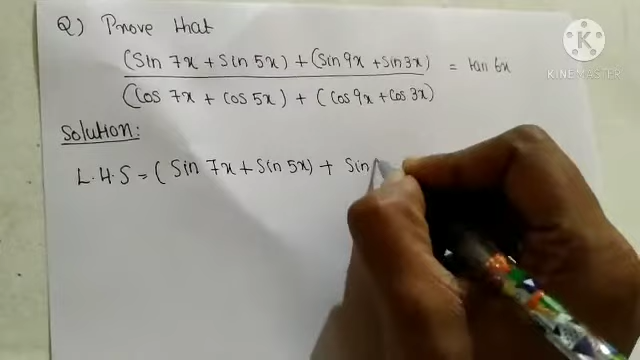 Q) Prove that
(Sin 7x + Sin 5x) + (Sin 9x + Sin 3x) = tan 6x
(Cos 7x + Cos 5x) + (Cos 9x + Cos 3x)
Solution:
L.H.S = (Sin 7x + Sin 5x) + Sin
KINEMASTER